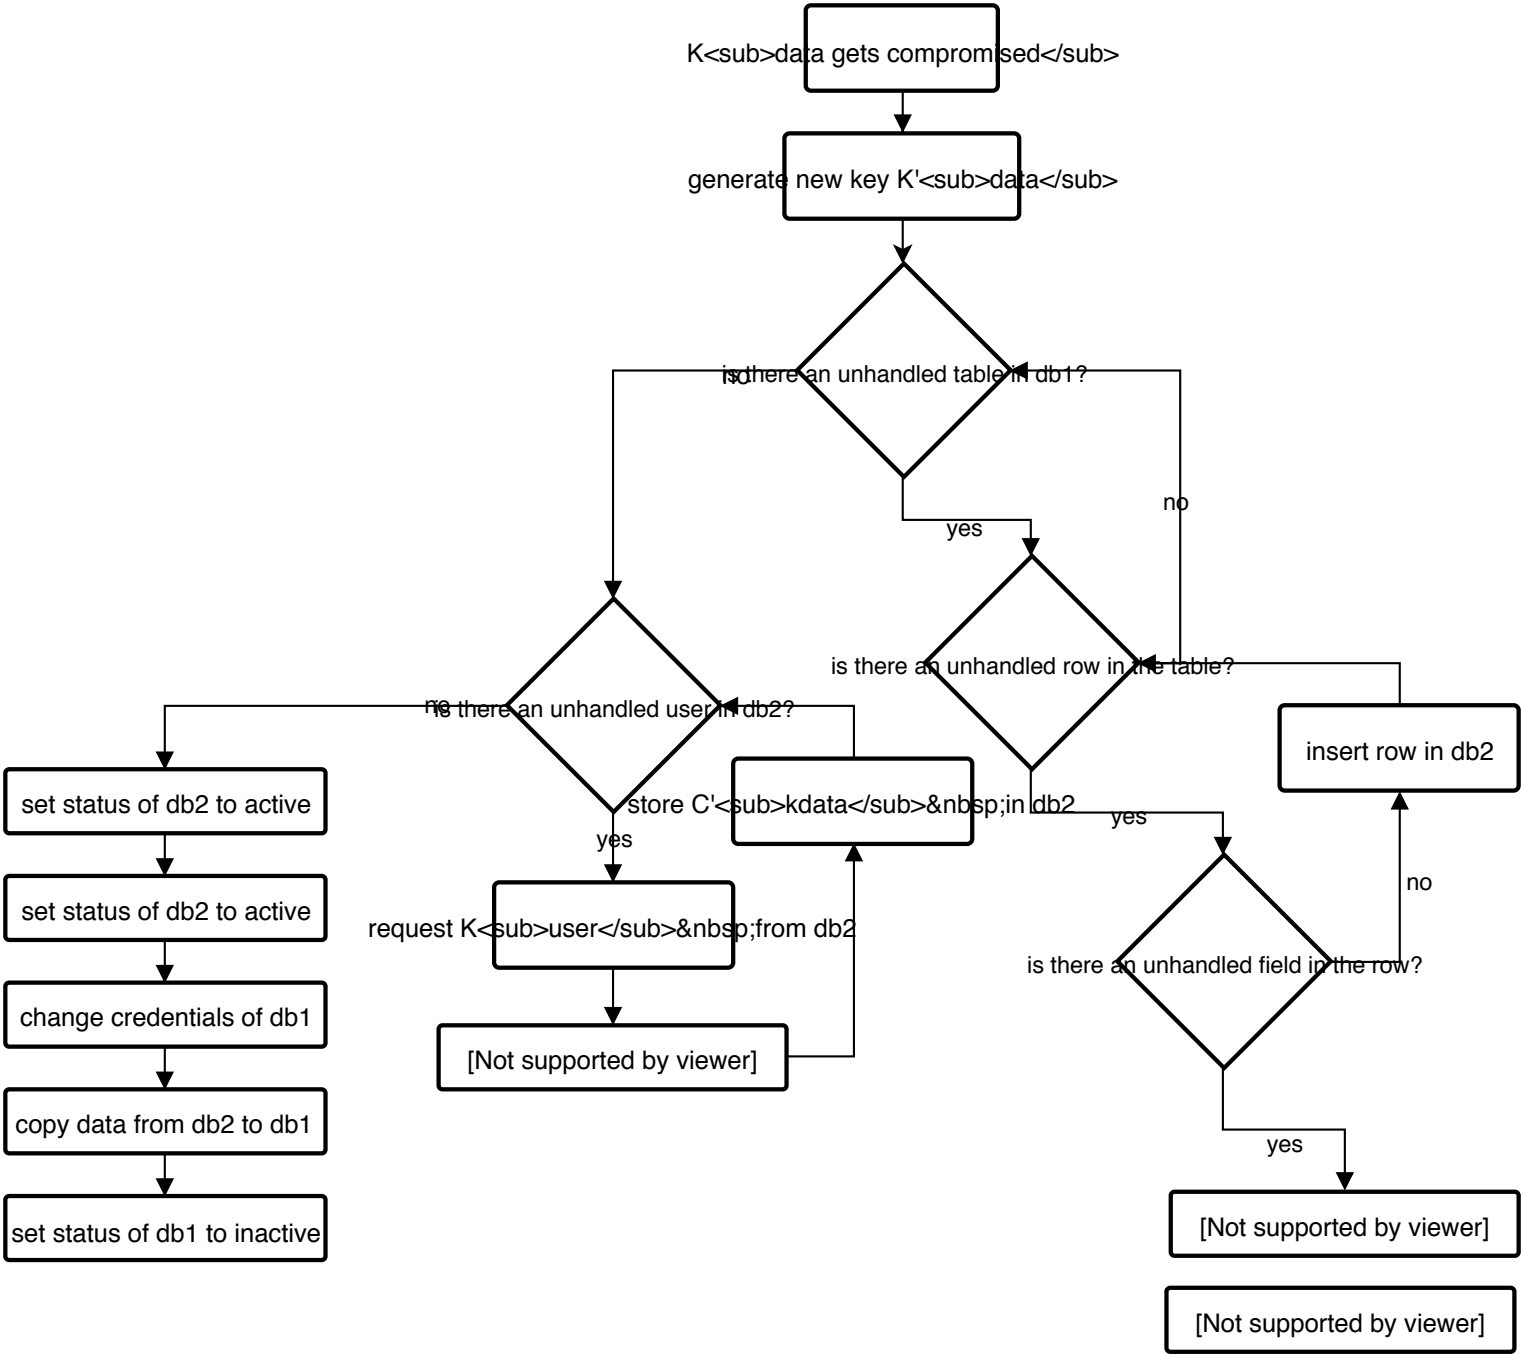 K<sub>data gets compromised</sub>
generate new key K'<sub>data</sub>
is there an unhandled table in db1?
no
no
yes
is there an unhandled row in the table?
no
is there an unhandled user in db2?
insert row in db2
set status of db2 to active
store C'<sub>kdata</sub>&nbsp;in db2
yes
yes
no
set status of db2 to active
request K<sub>user</sub>&nbsp;from db2
is there an unhandled field in the row?
change credentials of db1
[Not supported by viewer]
copy data from db2 to db1
yes
set status of db1 to inactive
[Not supported by viewer]
[Not supported by viewer]